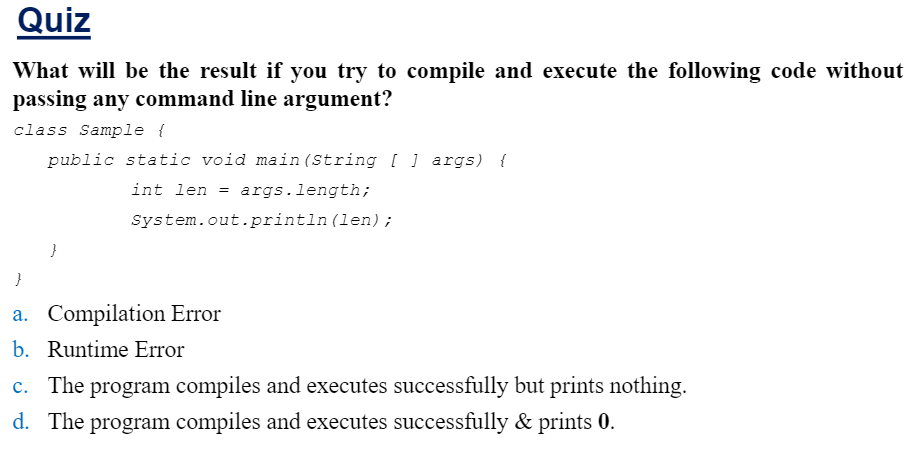 Quiz
What will be the result if you try to compile and execute the following code without
passing any command line argument?
class Sample {
public static void main(String [ ] args) {
int len = args.length;
System.out.println(len);
}
}
a. Compilation Error
b. Runtime Error
c. The program compiles and executes successfully but prints nothing.
d. The program compiles and executes successfully & prints 0.